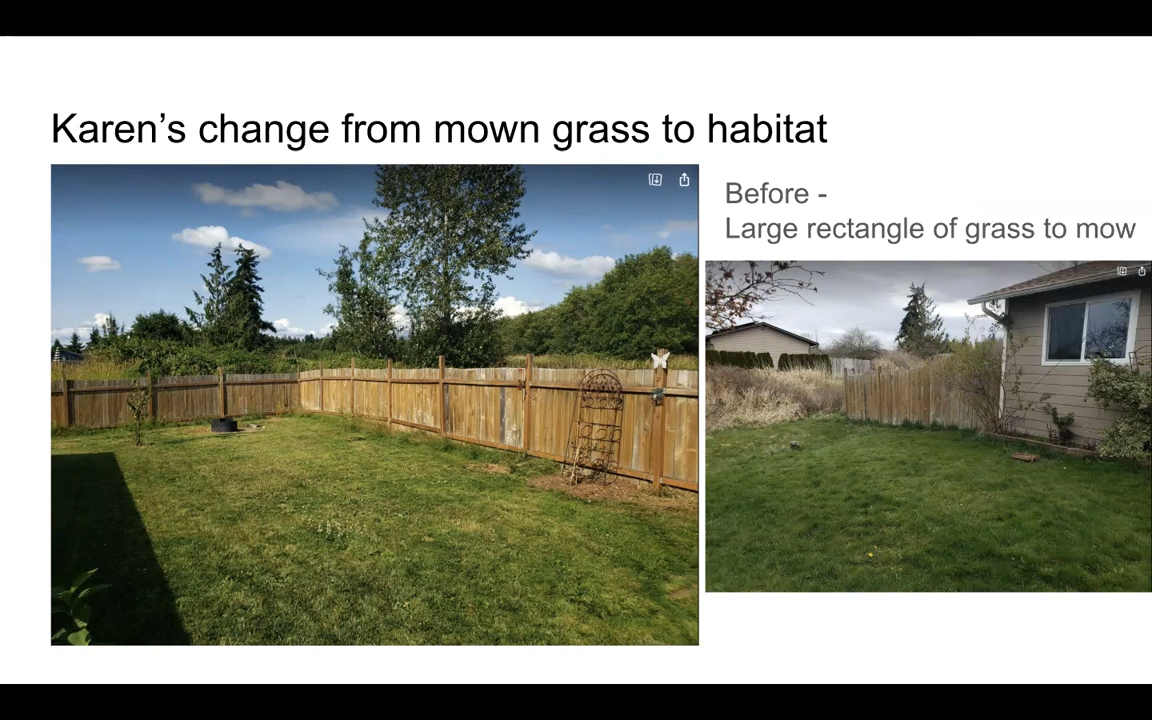 Karen’s change from mown grass to habitat
Before -
Large rectangle of grass to mow